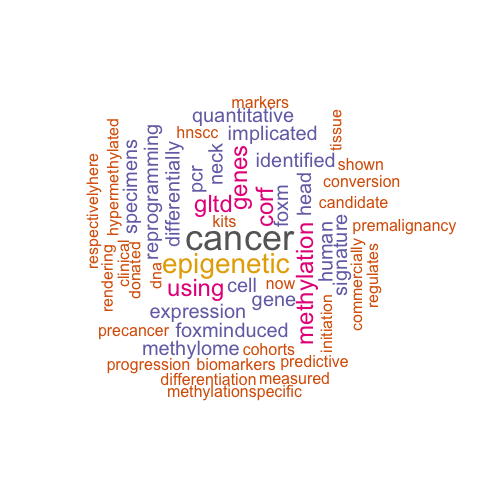 markers
quantitative
hnscc
implicated
tissue
respectivelyhere
hypermethylated
specimens
reprogramming
differentially
pcr
neck
genes
identified
shown
conversion
candidate
gltd
corf
foxm
head
kits
premalignancy
cancer
human
signature
commercially
regulates
rendering
clinical
donated
dna
epigenetic
methylation
using
cell
now
gene
initiation
expression
precancer
foxminduced
methylome
cohorts
progression
biomarkers
predictive
differentiation
measured
methylationspecific